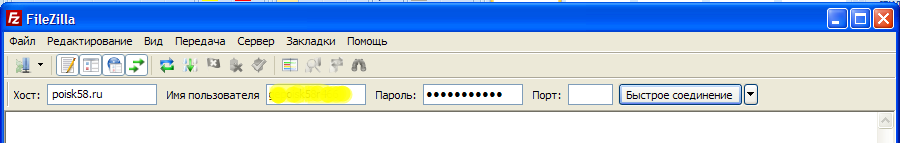 FileZilla
Файл Редактирование Вид Передача Сервер Закладки Помощь
Хост: poisk58.ru Имя пользователя Пароль: ●●●●●●●●●●● Порт: Быстрое соединение